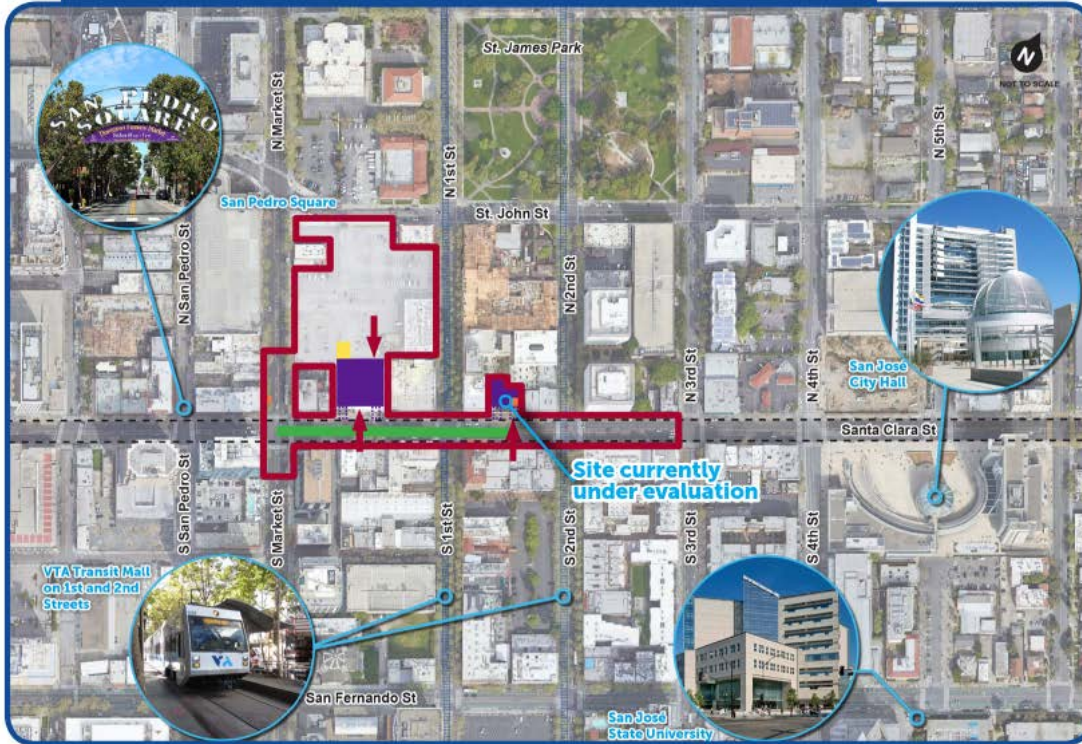 St. James Park
NOT TO SCALE
N Market St
N 1st St
N 5th St
SAN PEDRO
SQUARE
San Pedro Square
St. John St
N San Pedro St
N 2nd St
N 3rd St
N 4th St
San José
City Hall
Santa Clara St
Site currently
under evaluation
S San Pedro St
S Market St
S 1st St
S 2nd St
S 3rd St
S 4th St
VTA Transit Mall
on 1st and 2nd
Streets
VTA
San Fernando St
San José
State University